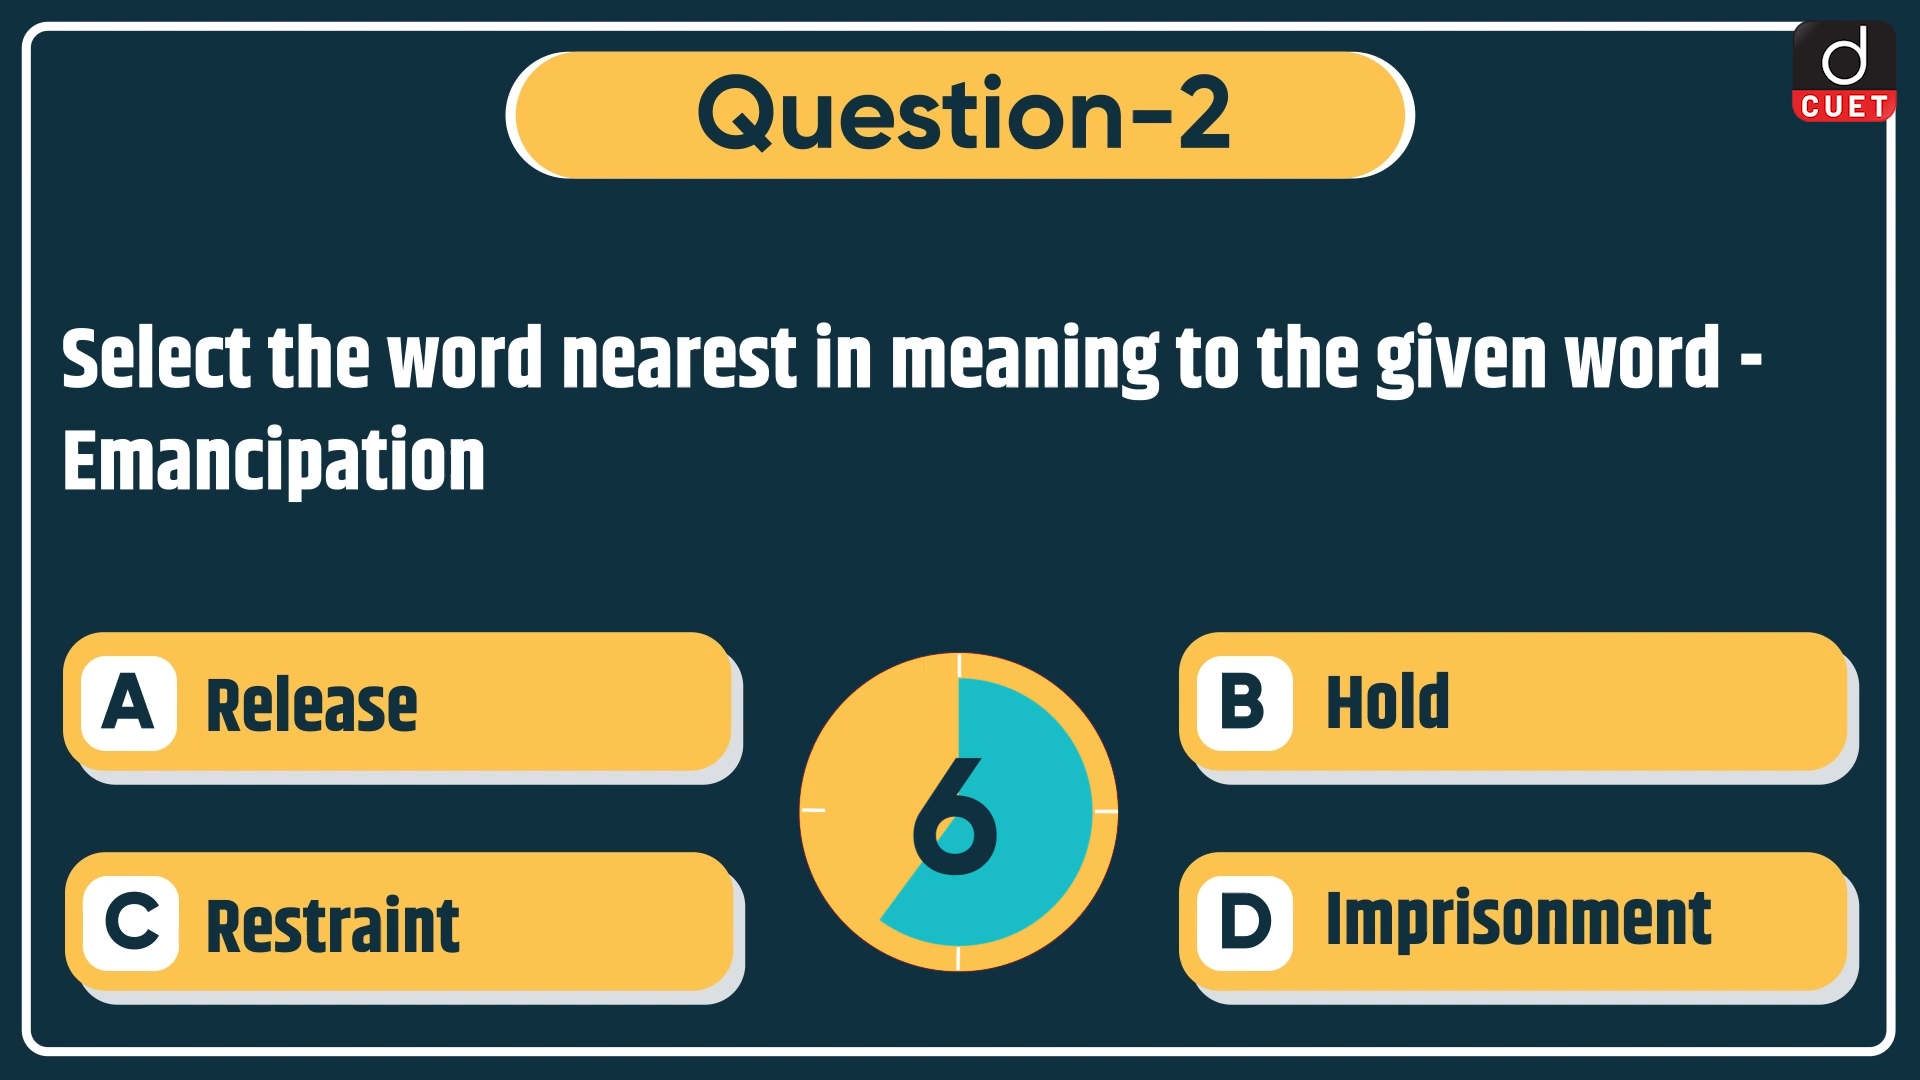 d
CUET
Question-2
Select the word nearest in meaning to the given word -
Emancipation
A Release
B Hold
6
C Restraint
D Imprisonment